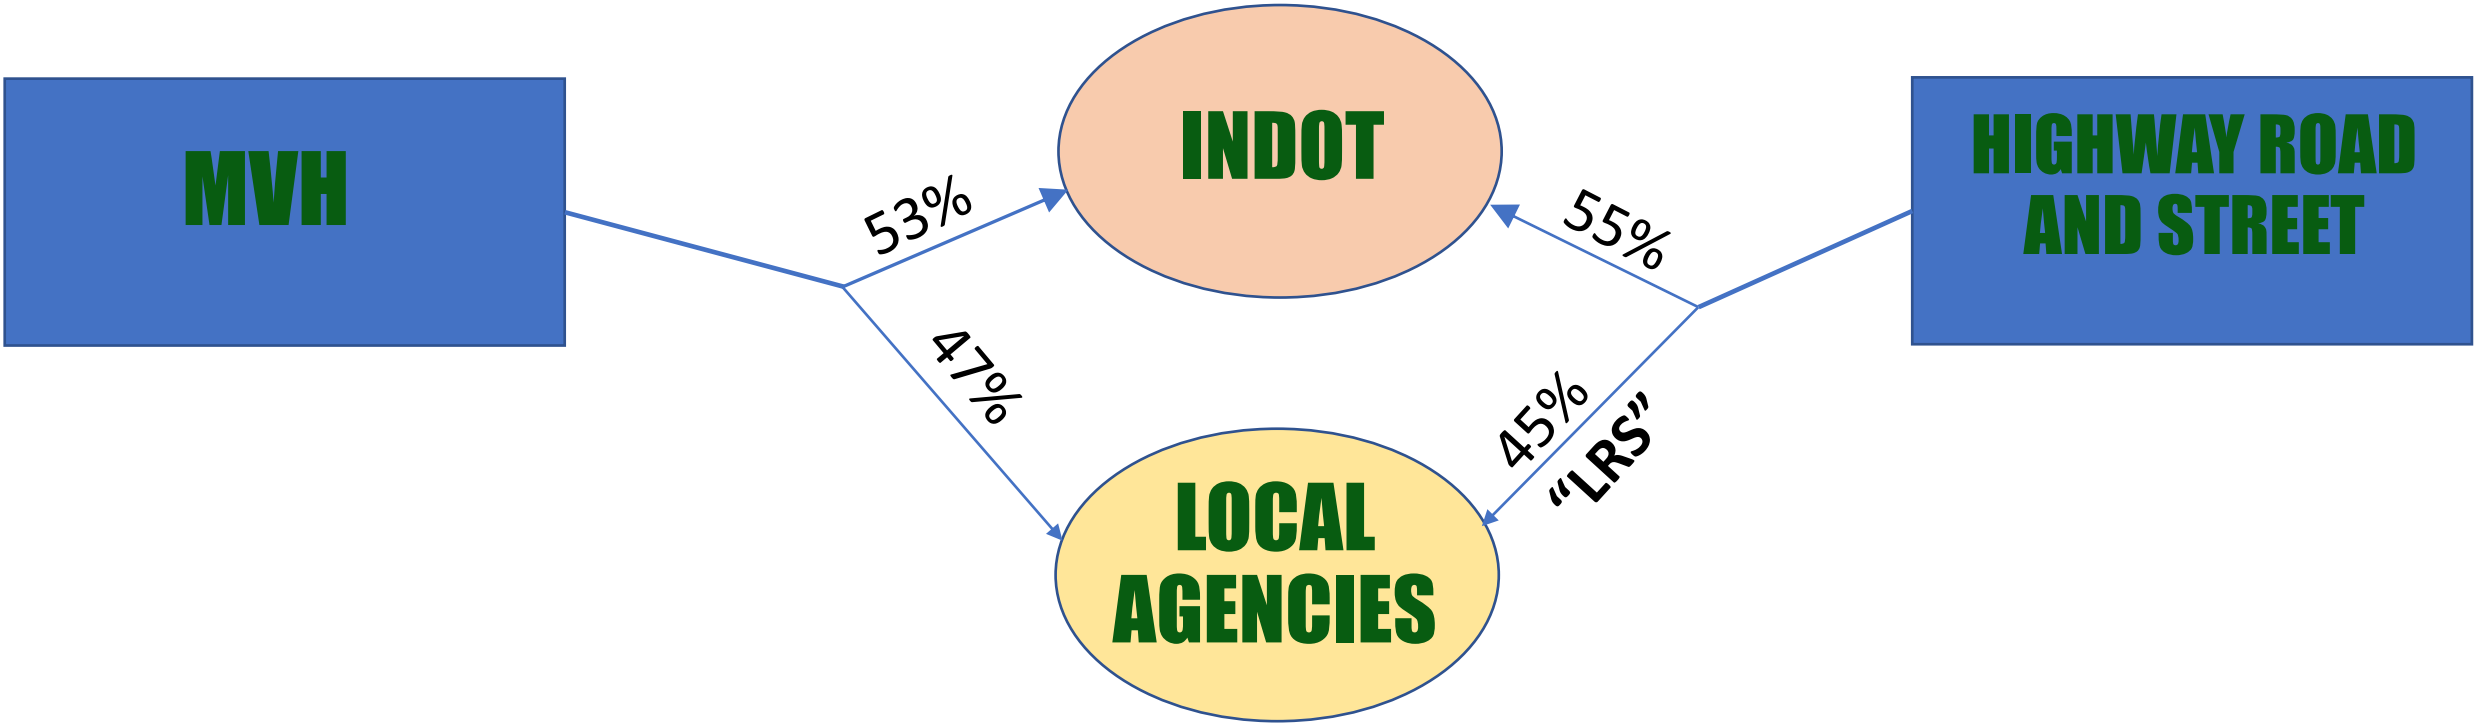 MVH
53%
47%
INDOT
55%
45%
“LRS”
HIGHWAY ROAD
AND STREET
LOCAL
AGENCIES